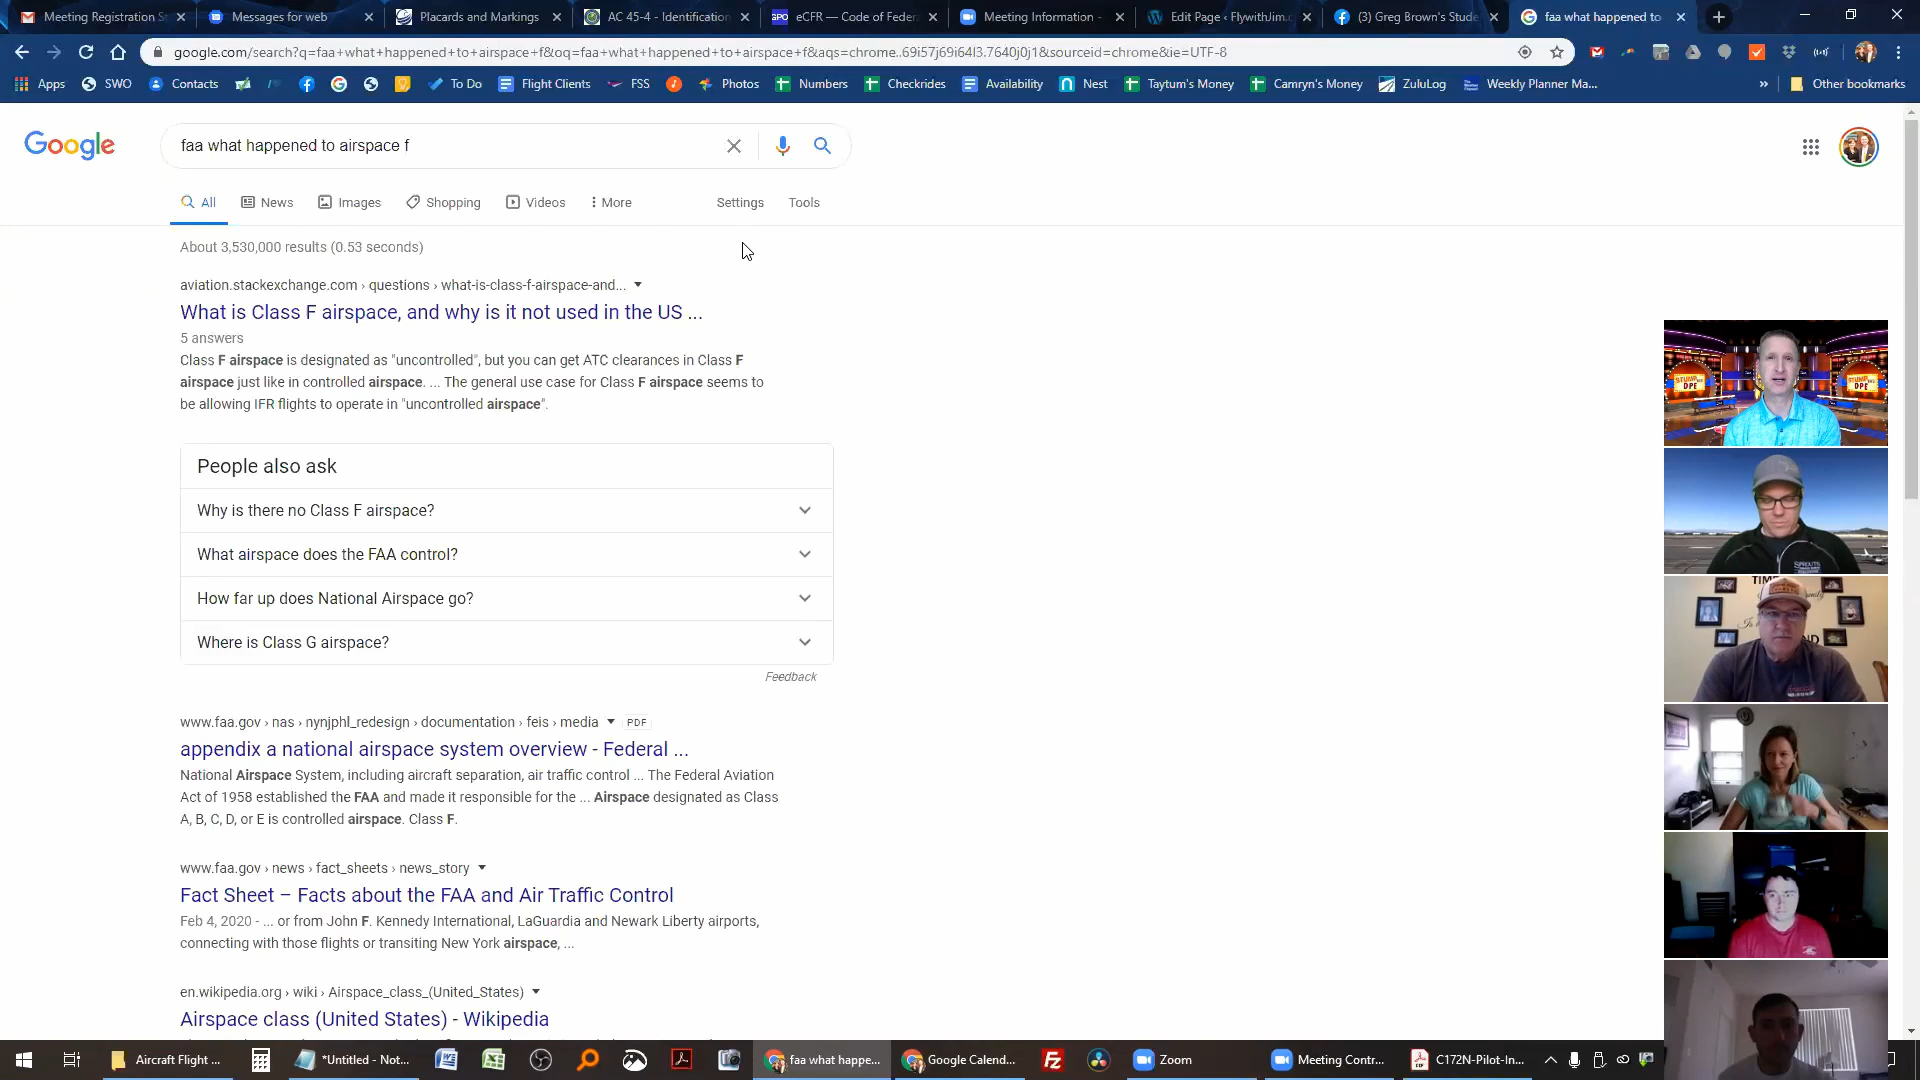 Meeting Registration S
Messages for web
Placards and Markings
AC 45-4 - Identification
eCFR — Code of Feder
Meeting Information -
Edit Page ‹ FlywithJim.c
(3) Greg Brown's Stude
faa what happened to
google.com/search?q=faa+what+happened+to+airspace+f&oq=faa+what+happened+to+airspace+f&aqs=chrome..69i57j69i64l3.7640j0j1&sourceid=chrome&ie=UTF-8
Apps
SWO
Contacts
To Do
Flight Clients
FSS
Photos
Numbers
Checkrides
Availability
Nest
Taytum's Money
Camryn's Money
ZuluLog
Weekly Planner Ma...
»
Other bookmarks
Google
faa what happened to airspace f
All
News
Images
Shopping
Videos
More
Settings
Tools
About 3,530,000 results (0.53 seconds)
aviation.stackexchange.com › questions › what-is-class-f-airspace-and...
What is Class F airspace, and why is it not used in the US ...
5 answers
Class F airspace is designated as "uncontrolled", but you can get ATC clearances in Class F
airspace just like in controlled airspace. ... The general use case for Class F airspace seems to
be allowing IFR flights to operate in "uncontrolled airspace".
People also ask
Why is there no Class F airspace?
What airspace does the FAA control?
How far up does National Airspace go?
Where is Class G airspace?
Feedback
www.faa.gov › nas › nynjphl_redesign › documentation › feis › media
PDF
appendix a national airspace system overview - Federal ...
National Airspace System, including aircraft separation, air traffic control ... The Federal Aviation
Act of 1958 established the FAA and made it responsible for the ... Airspace designated as Class
A, B, C, D, or E is controlled airspace. Class F.
www.faa.gov › news › fact_sheets › news_story
Fact Sheet – Facts about the FAA and Air Traffic Control
Feb 4, 2020 - ... or from John F. Kennedy International, LaGuardia and Newark Liberty airports,
connecting with those flights or transiting New York airspace, ...
en.wikipedia.org › wiki › Airspace_class_(United_States)
Airspace class (United States) - Wikipedia
STUMP
DPE
STUMP
DPE
SPROUTS
TIM
Aircraft Flight ...
*Untitled - Not...
faa what happe...
Google Calend...
Zoom
Meeting Contr...
C172N-Pilot-In...